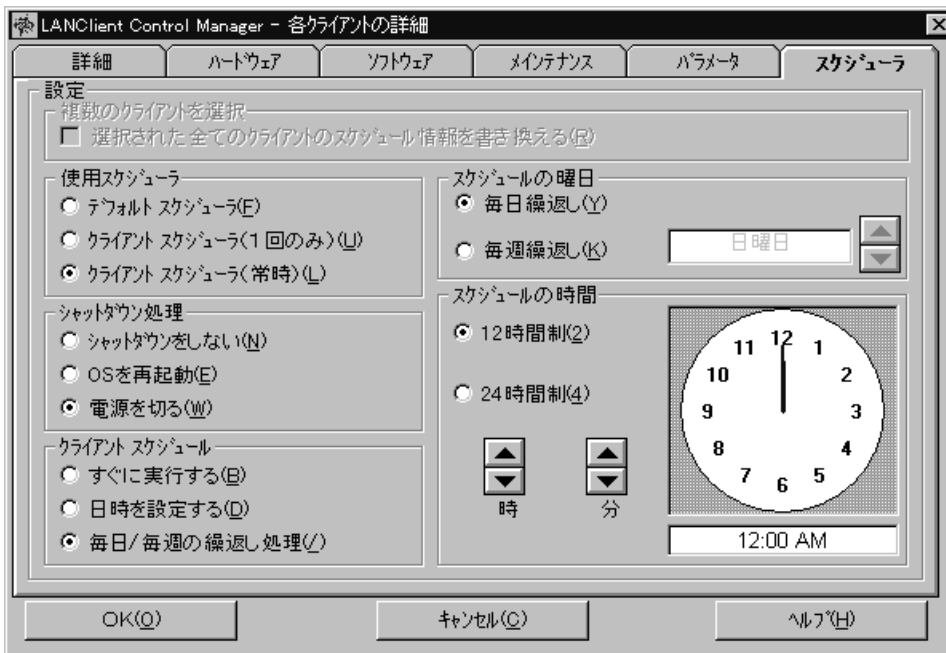 LANClient Control Manager - 各ｸﾗｲｱﾝﾄの詳細
詳細 ﾊｰﾄﾞｳｪｱ ｿﾌﾄｳｪｱ ﾒｲﾝﾃﾅﾝｽ ﾊﾟﾗﾒｰﾀ ｽｹｼﾞｭｰﾗ
設定
複数のｸﾗｲｱﾝﾄを選択
選択された全てのｸﾗｲｱﾝﾄのｽｹｼﾞｭｰﾙ情報を書き換える(R)
使用ｽｹｼﾞｭｰﾗ
ﾃﾞﾌｫﾙﾄ ｽｹｼﾞｭｰﾗ(F)
ｸﾗｲｱﾝﾄ ｽｹｼﾞｭｰﾗ(1回のみ)(U)
ｸﾗｲｱﾝﾄ ｽｹｼﾞｭｰﾗ(常時)(L)
ｼｬｯﾄﾀﾞｳﾝ処理
ｼｬｯﾄﾀﾞｳﾝをしない(N)
OSを再起動(E)
電源を切る(W)
ｸﾗｲｱﾝﾄ ｽｹｼﾞｭｰﾙ
すぐに実行する(B)
日時を設定する(D)
毎日/毎週の繰返し処理(/)
ｽｹｼﾞｭｰﾙの曜日
毎日繰返し(Y)
毎週繰返し(K)
日曜日
ｽｹｼﾞｭｰﾙの時間
12時間制(2)
24時間制(4)
時 分
12
11 1
10 2
9 3
8 4
7 5
6
12:00 AM
OK(O) ｷｬﾝｾﾙ(C) ﾍﾙﾌﾟ(H)